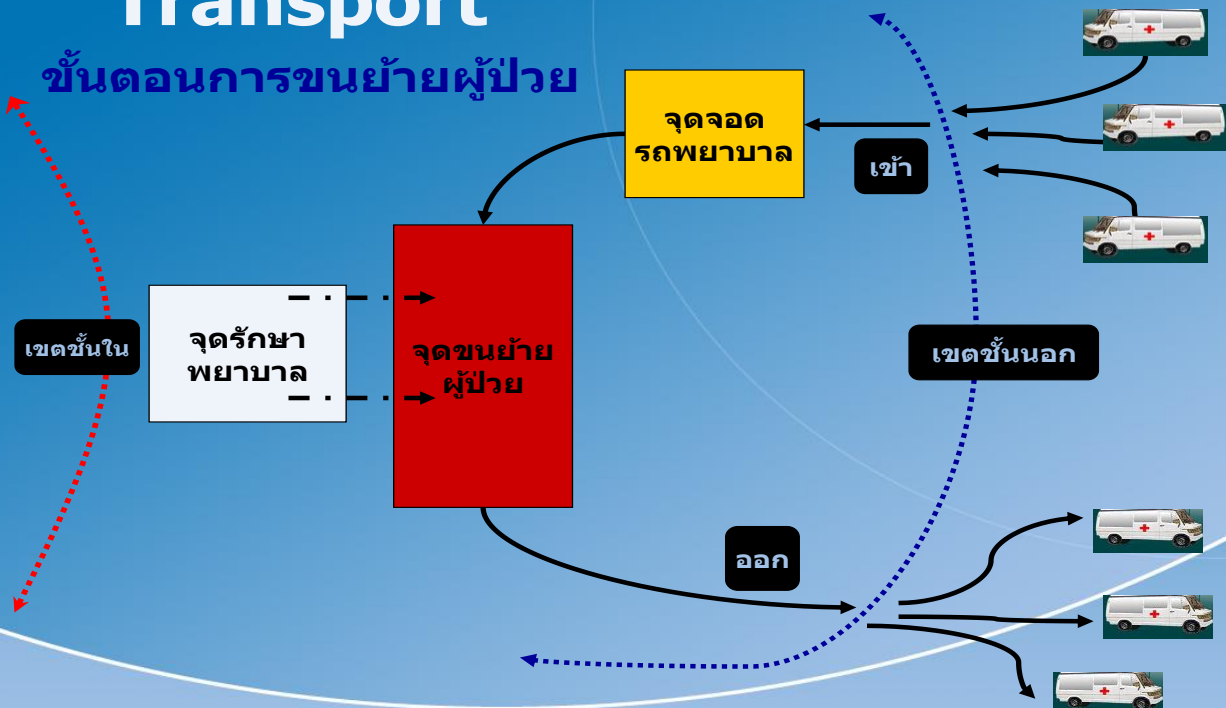 Transport
ขั้นตอนการขนย้ายผู้ป่วย
จุดจอด
รถพยาบาล
เข้า
เขตชั้นใน
จุดรักษา
พยาบาล
จุดขนย้าย
ผู้ป่วย
เขตชั้นนอก
ออก